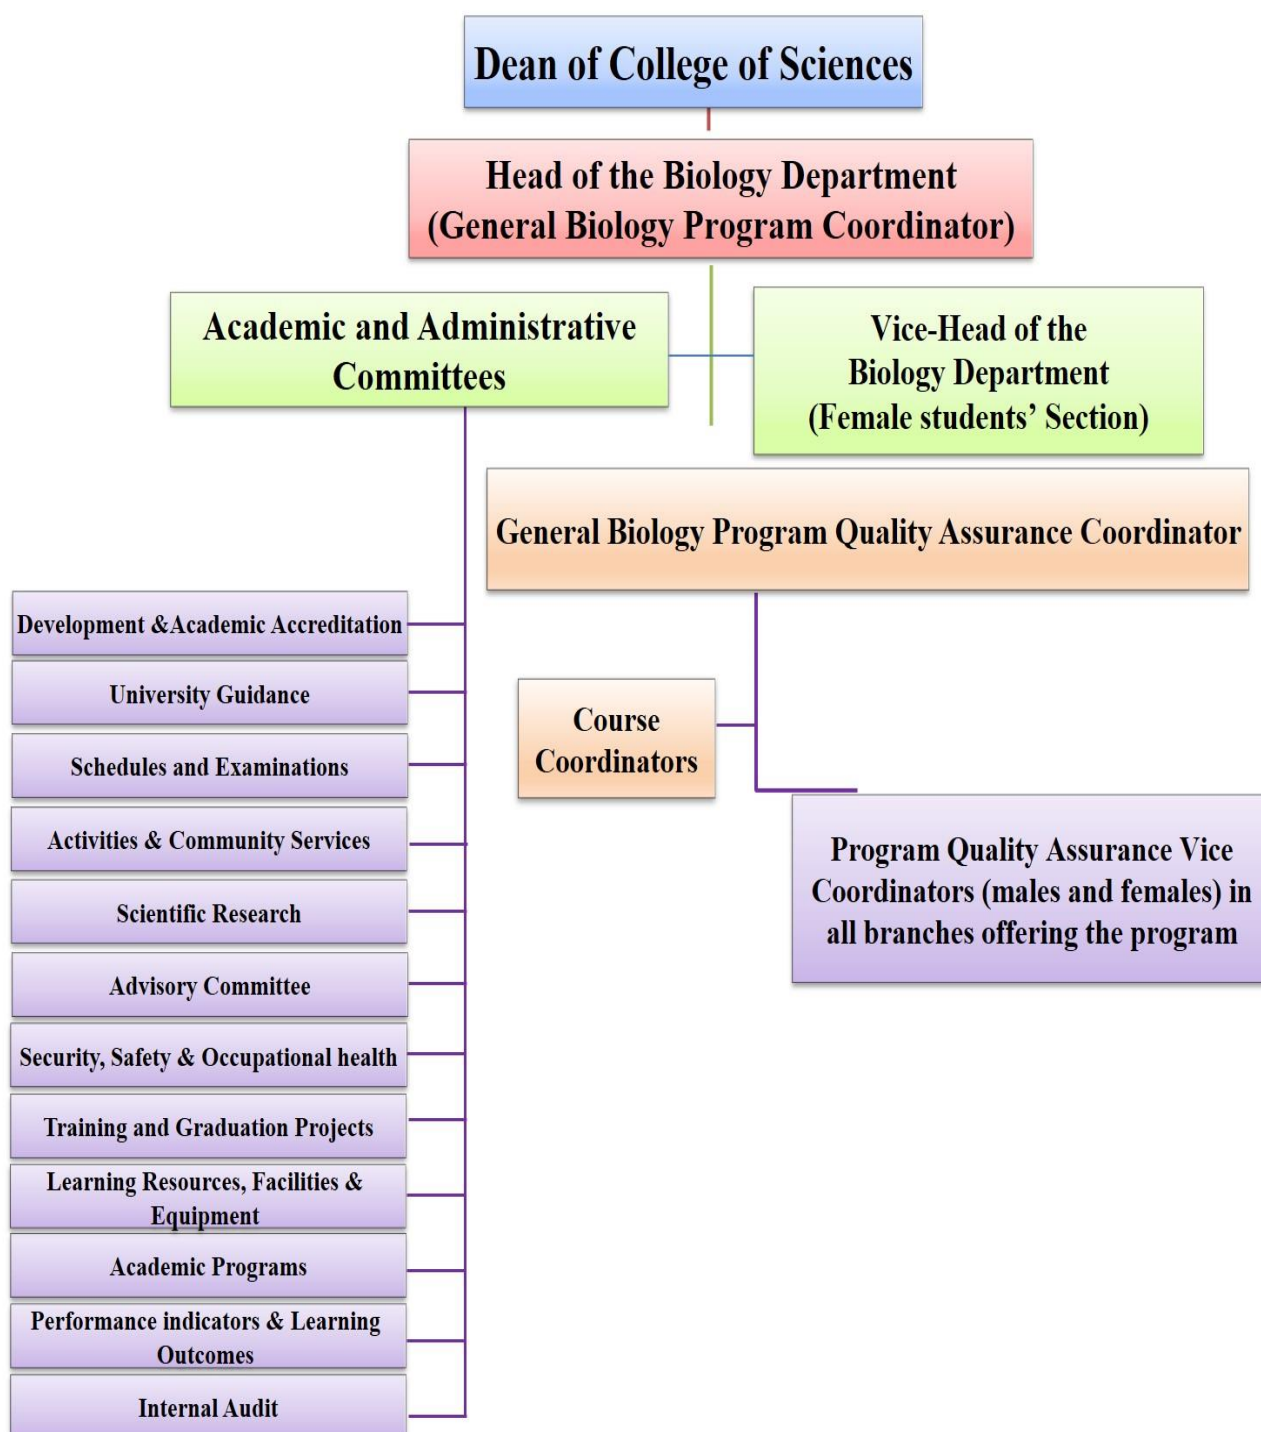 Dean of College of Sciences
Head of the Biology Department
(General Biology Program Coordinator)
Academic and Administrative
Committees
Vice-Head of the
Biology Department
(Female students’ Section)
General Biology Program Quality Assurance Coordinator
Development &Academic Accreditation
University Guidance
Schedules and Examinations
Activities & Community Services
Scientific Research
Advisory Committee
Security, Safety & Occupational health
Training and Graduation Projects
Learning Resources, Facilities &
Equipment
Academic Programs
Performance indicators & Learning
Outcomes
Internal Audit
Course
Coordinators
Program Quality Assurance Vice
Coordinators (males and females) in
all branches offering the program